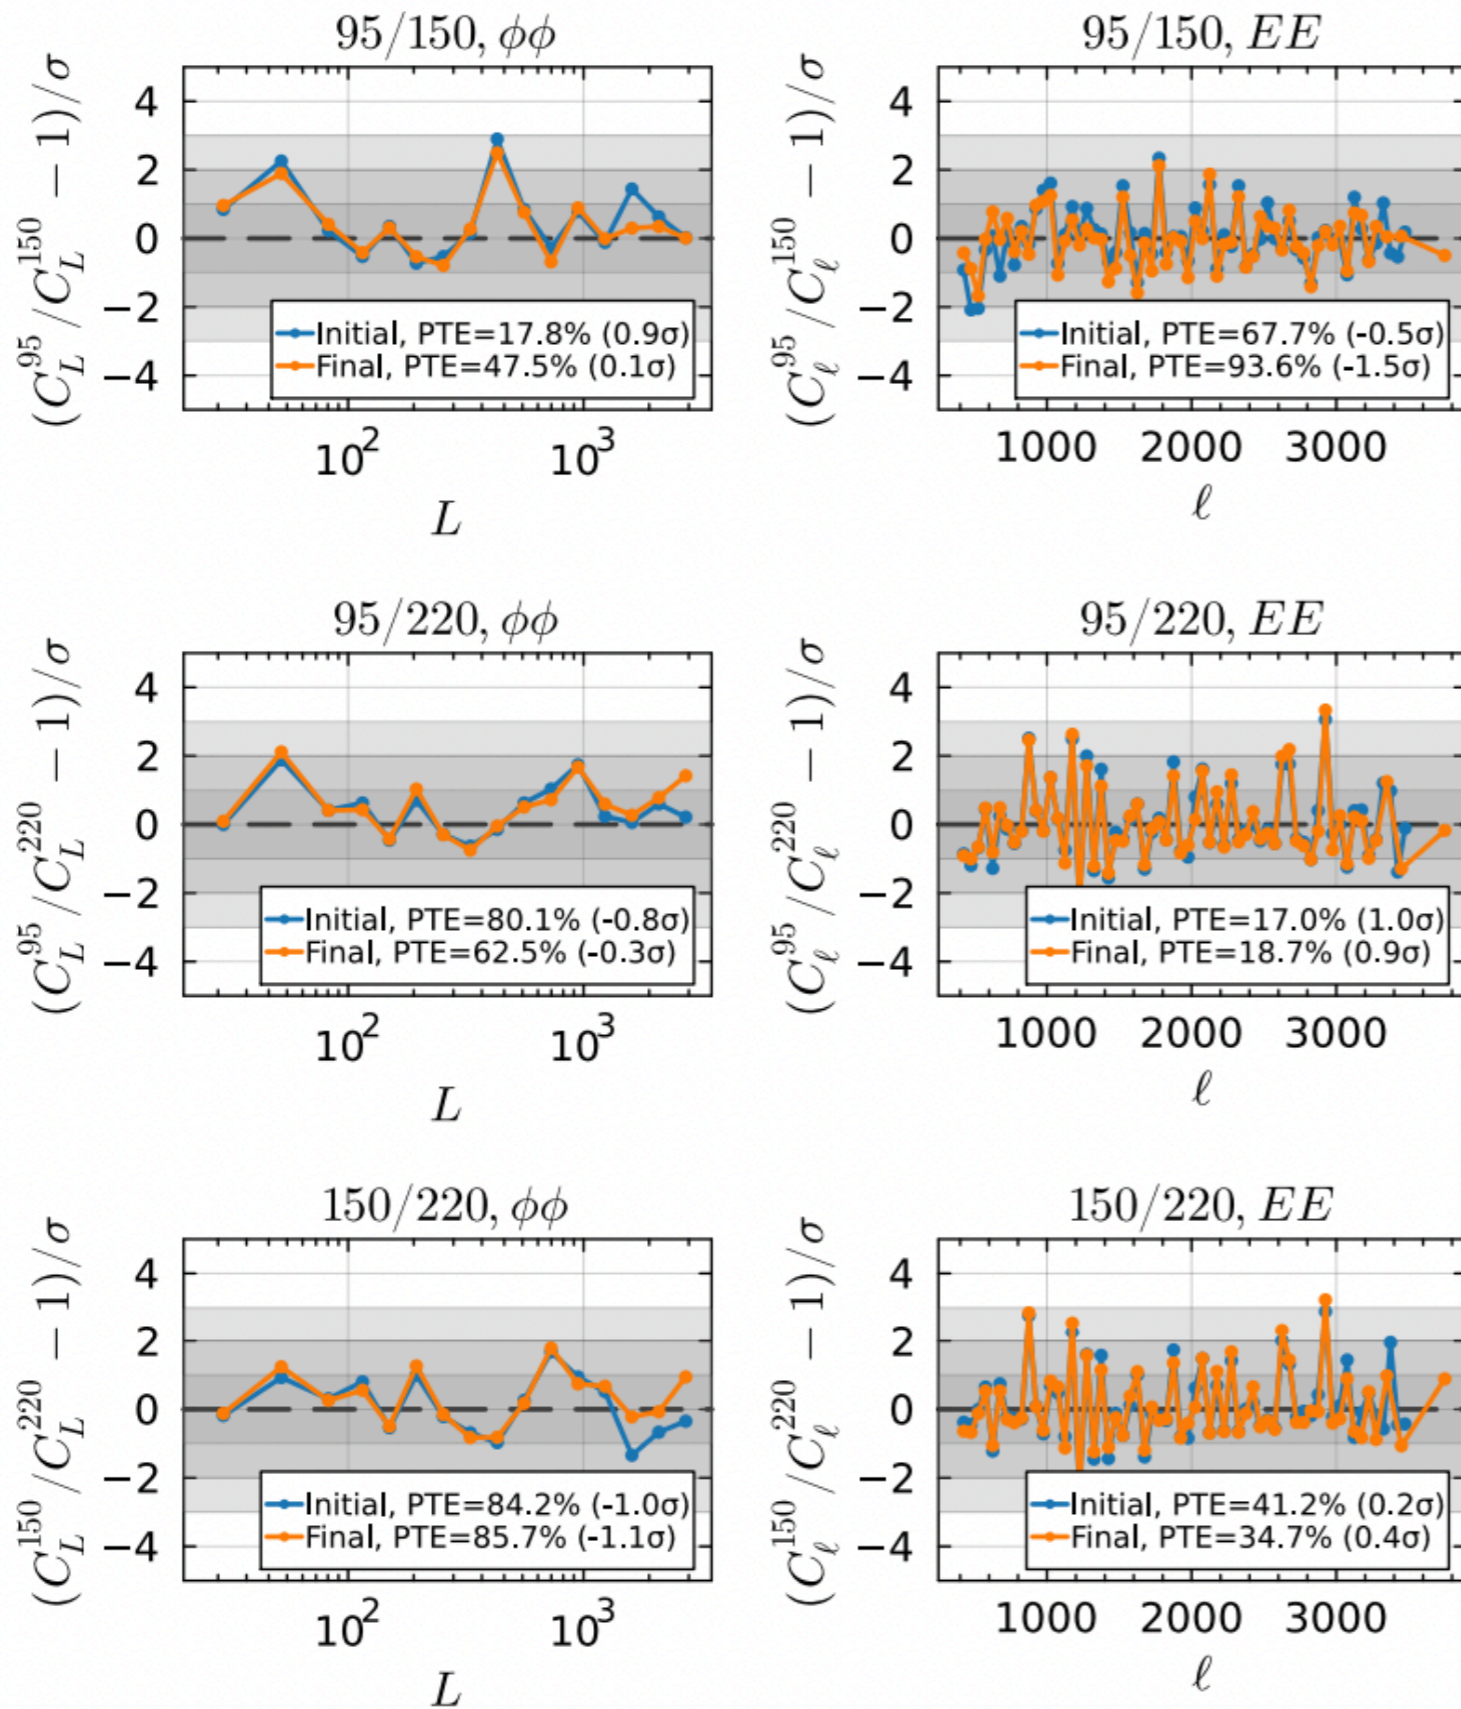 95/150, ϕϕ
(C_L^95/C_L^150 − 1)/σ
4
2
0
−2
−4
Initial, PTE=17.8% (0.9σ)
Final, PTE=47.5% (0.1σ)
10^2 10^3
L
95/150, EE
(C_ℓ^95/C_ℓ^150 − 1)/σ
4
2
0
−2
−4
Initial, PTE=67.7% (-0.5σ)
Final, PTE=93.6% (-1.5σ)
1000 2000 3000
ℓ
95/220, ϕϕ
(C_L^95/C_L^220 − 1)/σ
4
2
0
−2
−4
Initial, PTE=80.1% (-0.8σ)
Final, PTE=62.5% (-0.3σ)
10^2 10^3
L
95/220, EE
(C_ℓ^95/C_ℓ^220 − 1)/σ
4
2
0
−2
−4
Initial, PTE=17.0% (1.0σ)
Final, PTE=18.7% (0.9σ)
1000 2000 3000
ℓ
150/220, ϕϕ
(C_L^150/C_L^220 − 1)/σ
4
2
0
−2
−4
Initial, PTE=84.2% (-1.0σ)
Final, PTE=85.7% (-1.1σ)
10^2 10^3
L
150/220, EE
(C_ℓ^150/C_ℓ^220 − 1)/σ
4
2
0
−2
−4
Initial, PTE=41.2% (0.2σ)
Final, PTE=34.7% (0.4σ)
1000 2000 3000
ℓ